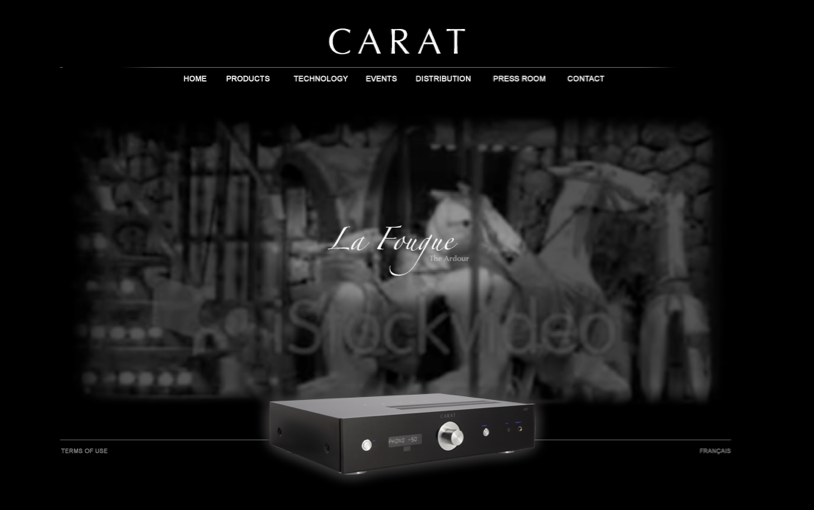 CARAT
HOME PRODUCTS TECHNOLOGY EVENTS DISTRIBUTION PRESS ROOM CONTACT
La Fougue
The Ardour
iStockvideo
CARAT
PHONO -90
TERMS OF USE FRANÇAIS